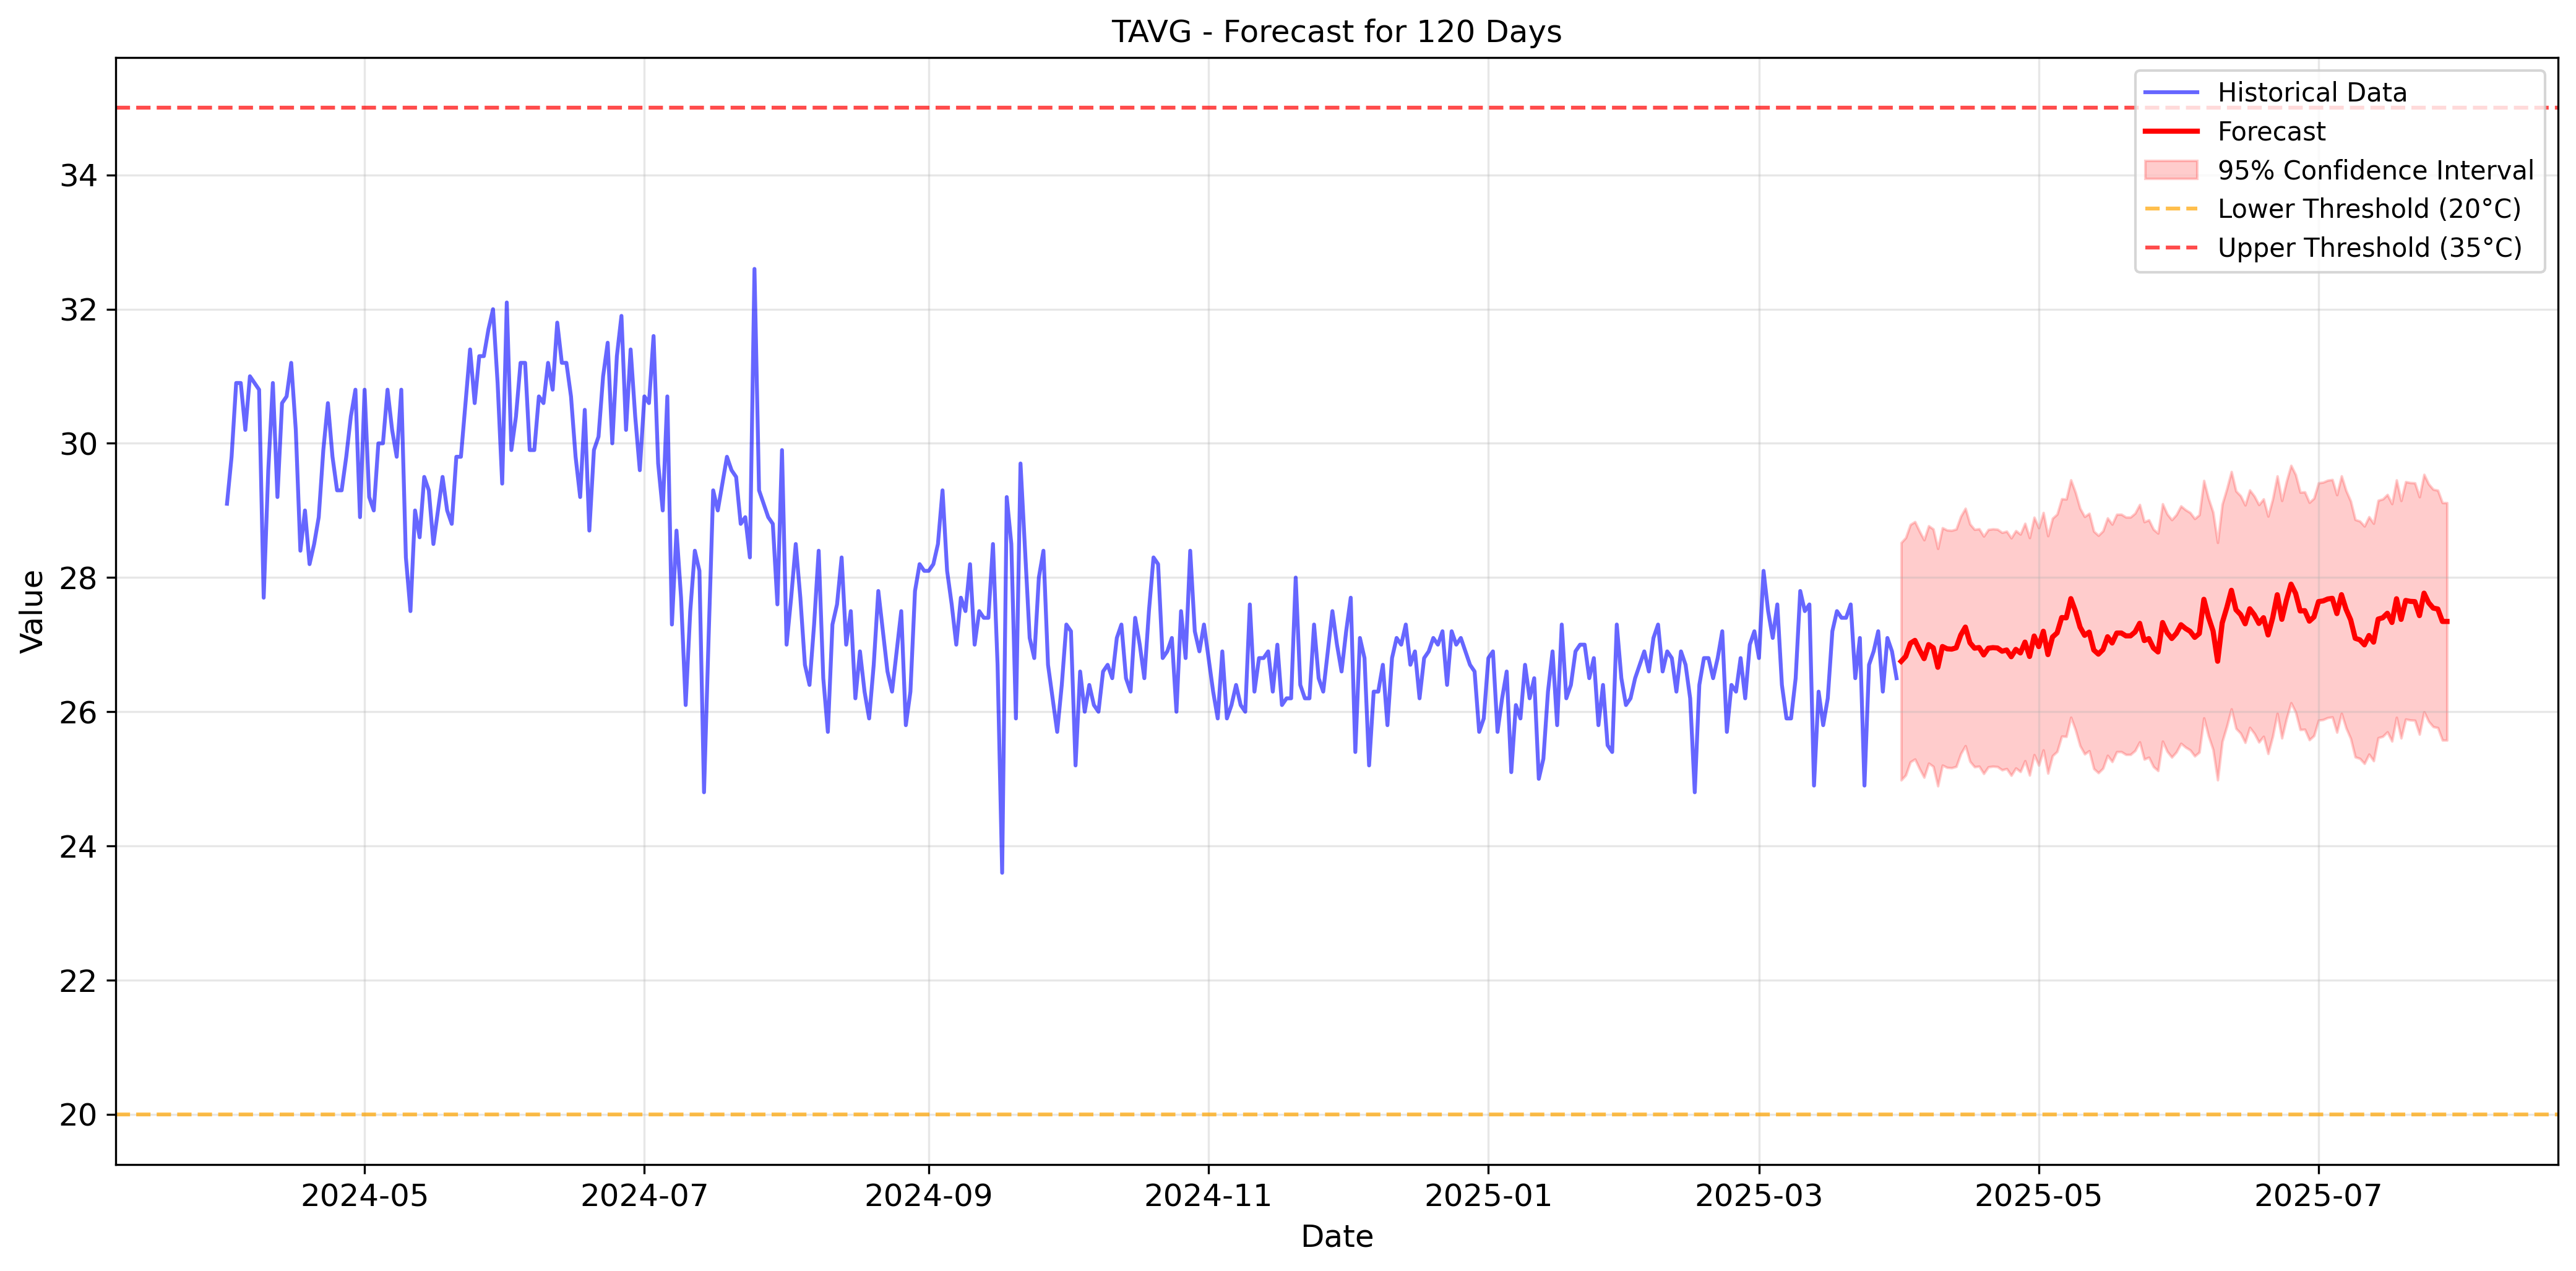 TAVG - Forecast for 120 Days
Historical Data
Forecast
95% Confidence Interval
Lower Threshold (20°C)
Upper Threshold (35°C)
Value
34
32
30
28
26
24
22
20
2024-05
2024-07
2024-09
2024-11
2025-01
2025-03
2025-05
2025-07
Date